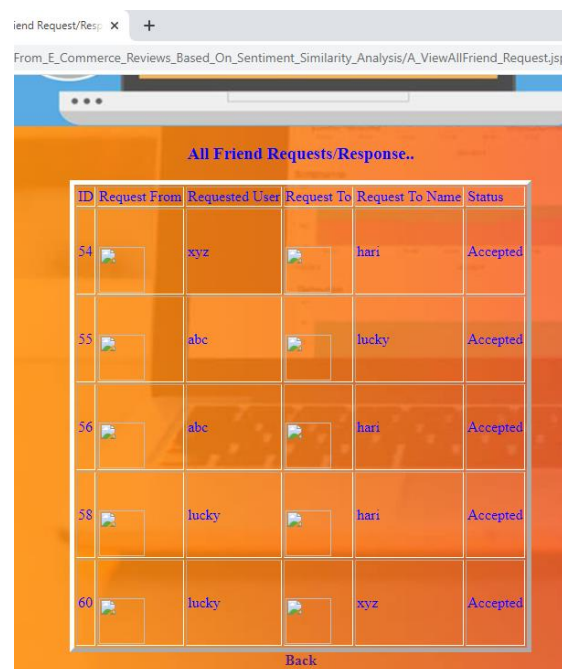 iend Request/Resp × +
From_E_Commerce_Reviews_Based_On_Sentiment_Similarity_Analysis/A_ViewAllFriend_Request.jsp
All Friend Requests/Response..
ID Request From Requested User Request To Request To Name Status
54 xyz hari Accepted
55 abc lucky Accepted
56 abc hari Accepted
58 lucky hari Accepted
60 lucky xyz Accepted
Back